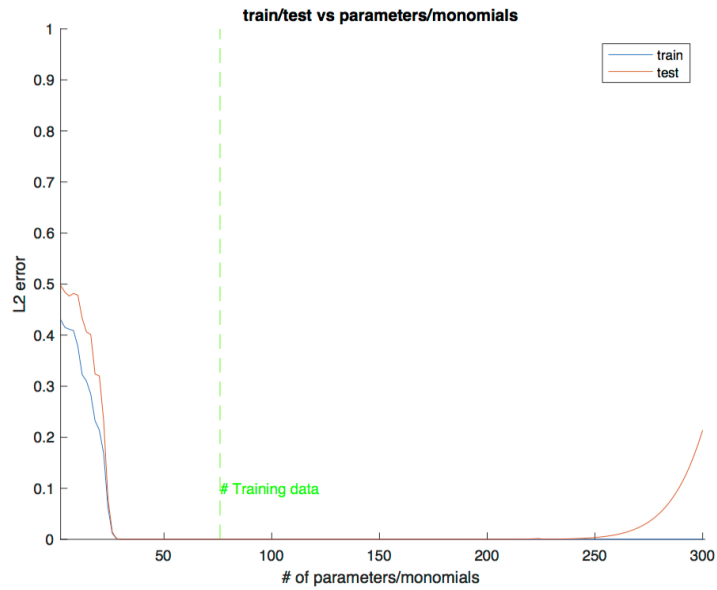 train/test vs parameters/monomials
1
0.9
0.8
0.7
0.6
0.5
0.4
0.3
0.2
0.1
0
L2 error
train
test
# Training data
50
100
150
200
250
300
# of parameters/monomials